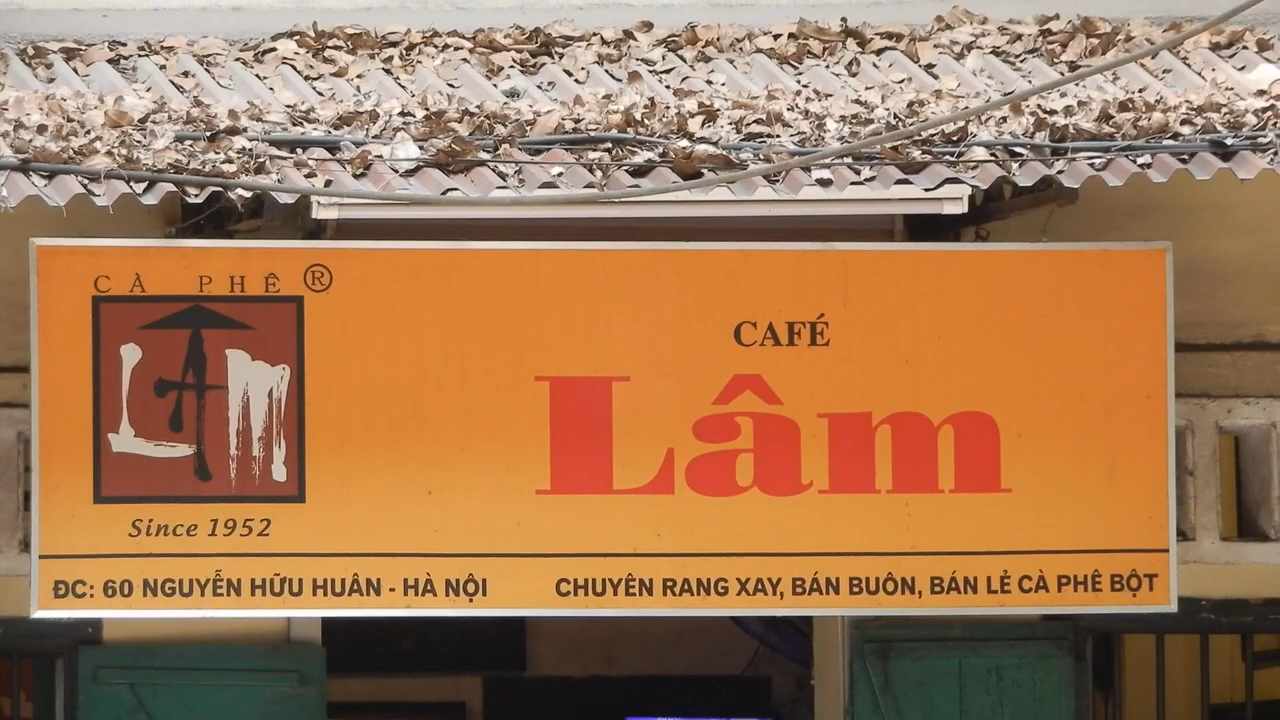 CÀ PHÊ ®
LÂM
Since 1952
CAFÉ
Lâm
ĐC: 60 NGUYỄN HỮU HUÂN - HÀ NỘI
CHUYÊN RANG XAY, BÁN BUÔN, BÁN LẺ CÀ PHÊ BỘT